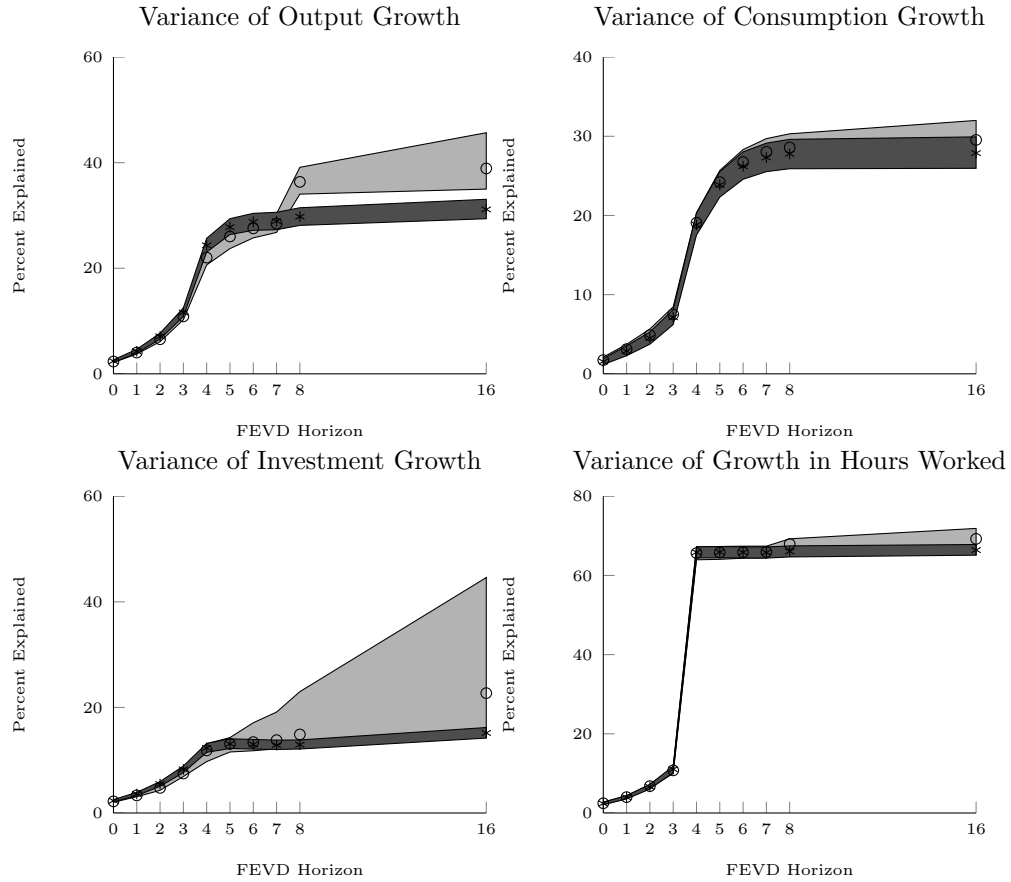 Variance of Output Growth
60
40
20
0
0 1 2 3 4 5 6 7 8 16
Percent Explained
FEVD Horizon
Variance of Consumption Growth
40
30
20
10
0
0 1 2 3 4 5 6 7 8 16
Percent Explained
FEVD Horizon
Variance of Investment Growth
60
40
20
0
0 1 2 3 4 5 6 7 8 16
Percent Explained
FEVD Horizon
Variance of Growth in Hours Worked
80
60
40
20
0
0 1 2 3 4 5 6 7 8 16
Percent Explained
FEVD Horizon